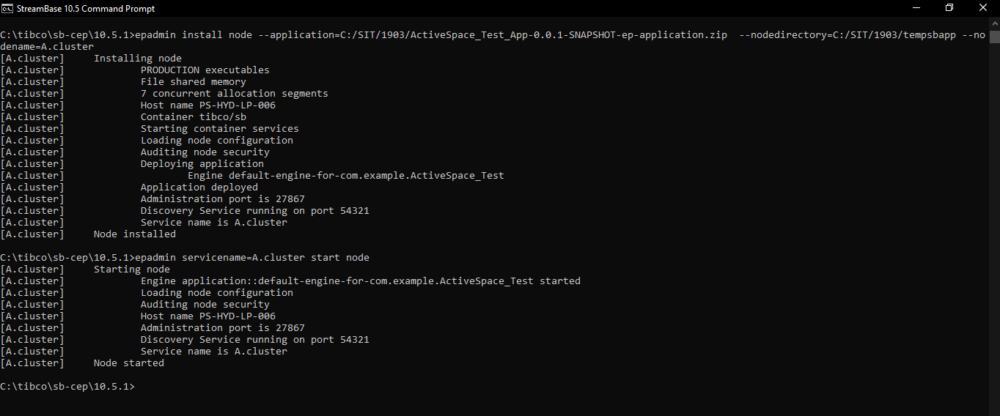 StreamBase 10.5 Command Prompt
C:\tibco\sb-cep\10.5.1>epadmin install node --application=C:/SIT/1903/ActiveSpace_Test_App-0.0.1-SNAPSHOT-ep-application.zip  --nodedirectory=C:/SIT/1903/tempsbapp --no
dename=A.cluster
[A.cluster]     Installing node
[A.cluster]             PRODUCTION executables
[A.cluster]             File shared memory
[A.cluster]             7 concurrent allocation segments
[A.cluster]             Host name PS-HYD-LP-006
[A.cluster]             Container tibco/sb
[A.cluster]             Starting container services
[A.cluster]             Loading node configuration
[A.cluster]             Auditing node security
[A.cluster]             Deploying application
[A.cluster]                     Engine default-engine-for-com.example.ActiveSpace_Test
[A.cluster]             Application deployed
[A.cluster]             Administration port is 27867
[A.cluster]             Discovery Service running on port 54321
[A.cluster]             Service name is A.cluster
[A.cluster]     Node installed
C:\tibco\sb-cep\10.5.1>epadmin servicename=A.cluster start node
[A.cluster]     Starting node
[A.cluster]             Engine application::default-engine-for-com.example.ActiveSpace_Test started
[A.cluster]             Loading node configuration
[A.cluster]             Auditing node security
[A.cluster]             Host name PS-HYD-LP-006
[A.cluster]             Administration port is 27867
[A.cluster]             Discovery Service running on port 54321
[A.cluster]             Service name is A.cluster
[A.cluster]     Node started
C:\tibco\sb-cep\10.5.1>